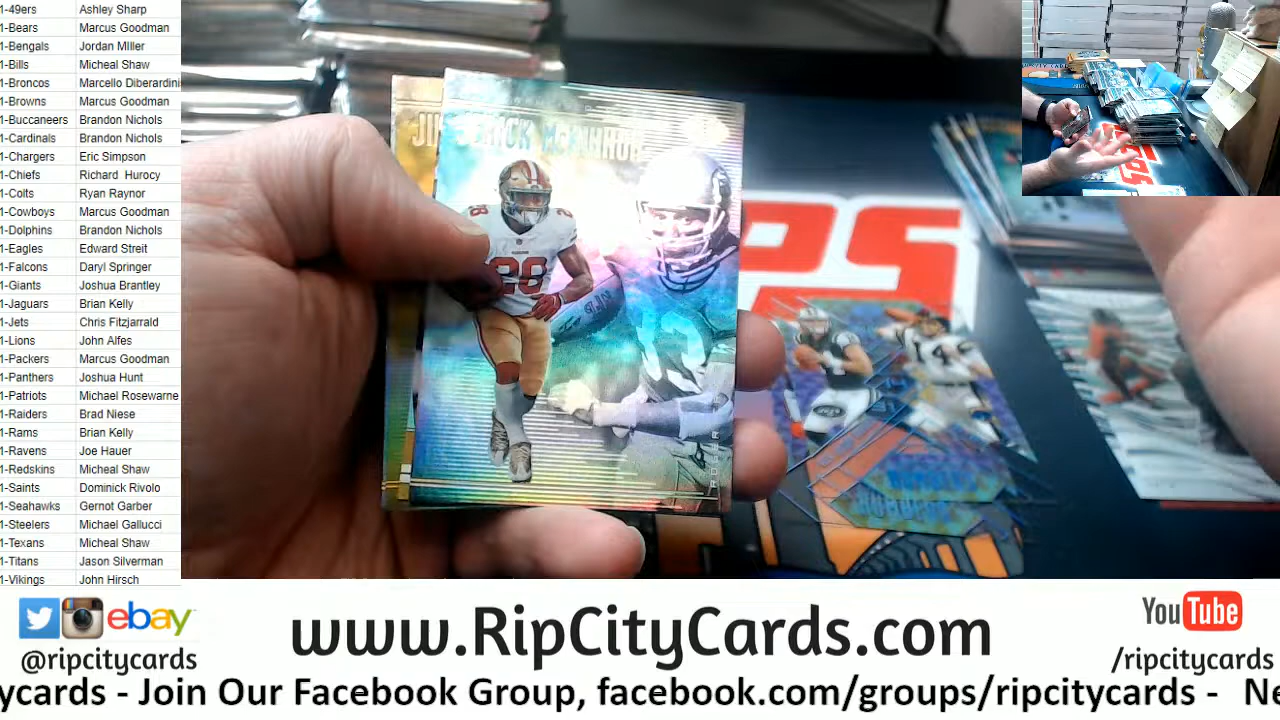 1-49ers Ashley Sharp
1-Bears Marcus Goodman
1-Bengals Jordan MIller
1-Bills Micheal Shaw
1-Broncos Marcello Diberardini
1-Browns Marcus Goodman
1-Buccaneers Brandon Nichols
1-Cardinals Brandon Nichols
1-Chargers Eric Simpson
1-Chiefs Richard Hurocy
1-Colts Ryan Raynor
1-Cowboys Marcus Goodman
1-Dolphins Brandon Nichols
1-Eagles Edward Streit
1-Falcons Daryl Springer
1-Giants Joshua Brantley
1-Jaguars Brian Kelly
1-Jets Chris Fitzjarrald
1-Lions John Alfes
1-Packers Marcus Goodman
1-Panthers Joshua Hunt
1-Patriots Michael Rosewarne
1-Raiders Brad Niese
1-Rams Brian Kelly
1-Ravens Joe Hauer
1-Redskins Micheal Shaw
1-Saints Dominick Rivolo
1-Seahawks Gernot Garber
1-Steelers Michael Gallucci
1-Texans Micheal Shaw
1-Titans Jason Silverman
1-Vikings John Hirsch
28
28
14
PS
ebay
@ripcitycards
www.RipCityCards.com
YouTube
/ripcitycards
ycards - Join Our Facebook Group, facebook.com/groups/ripcitycards - Ne